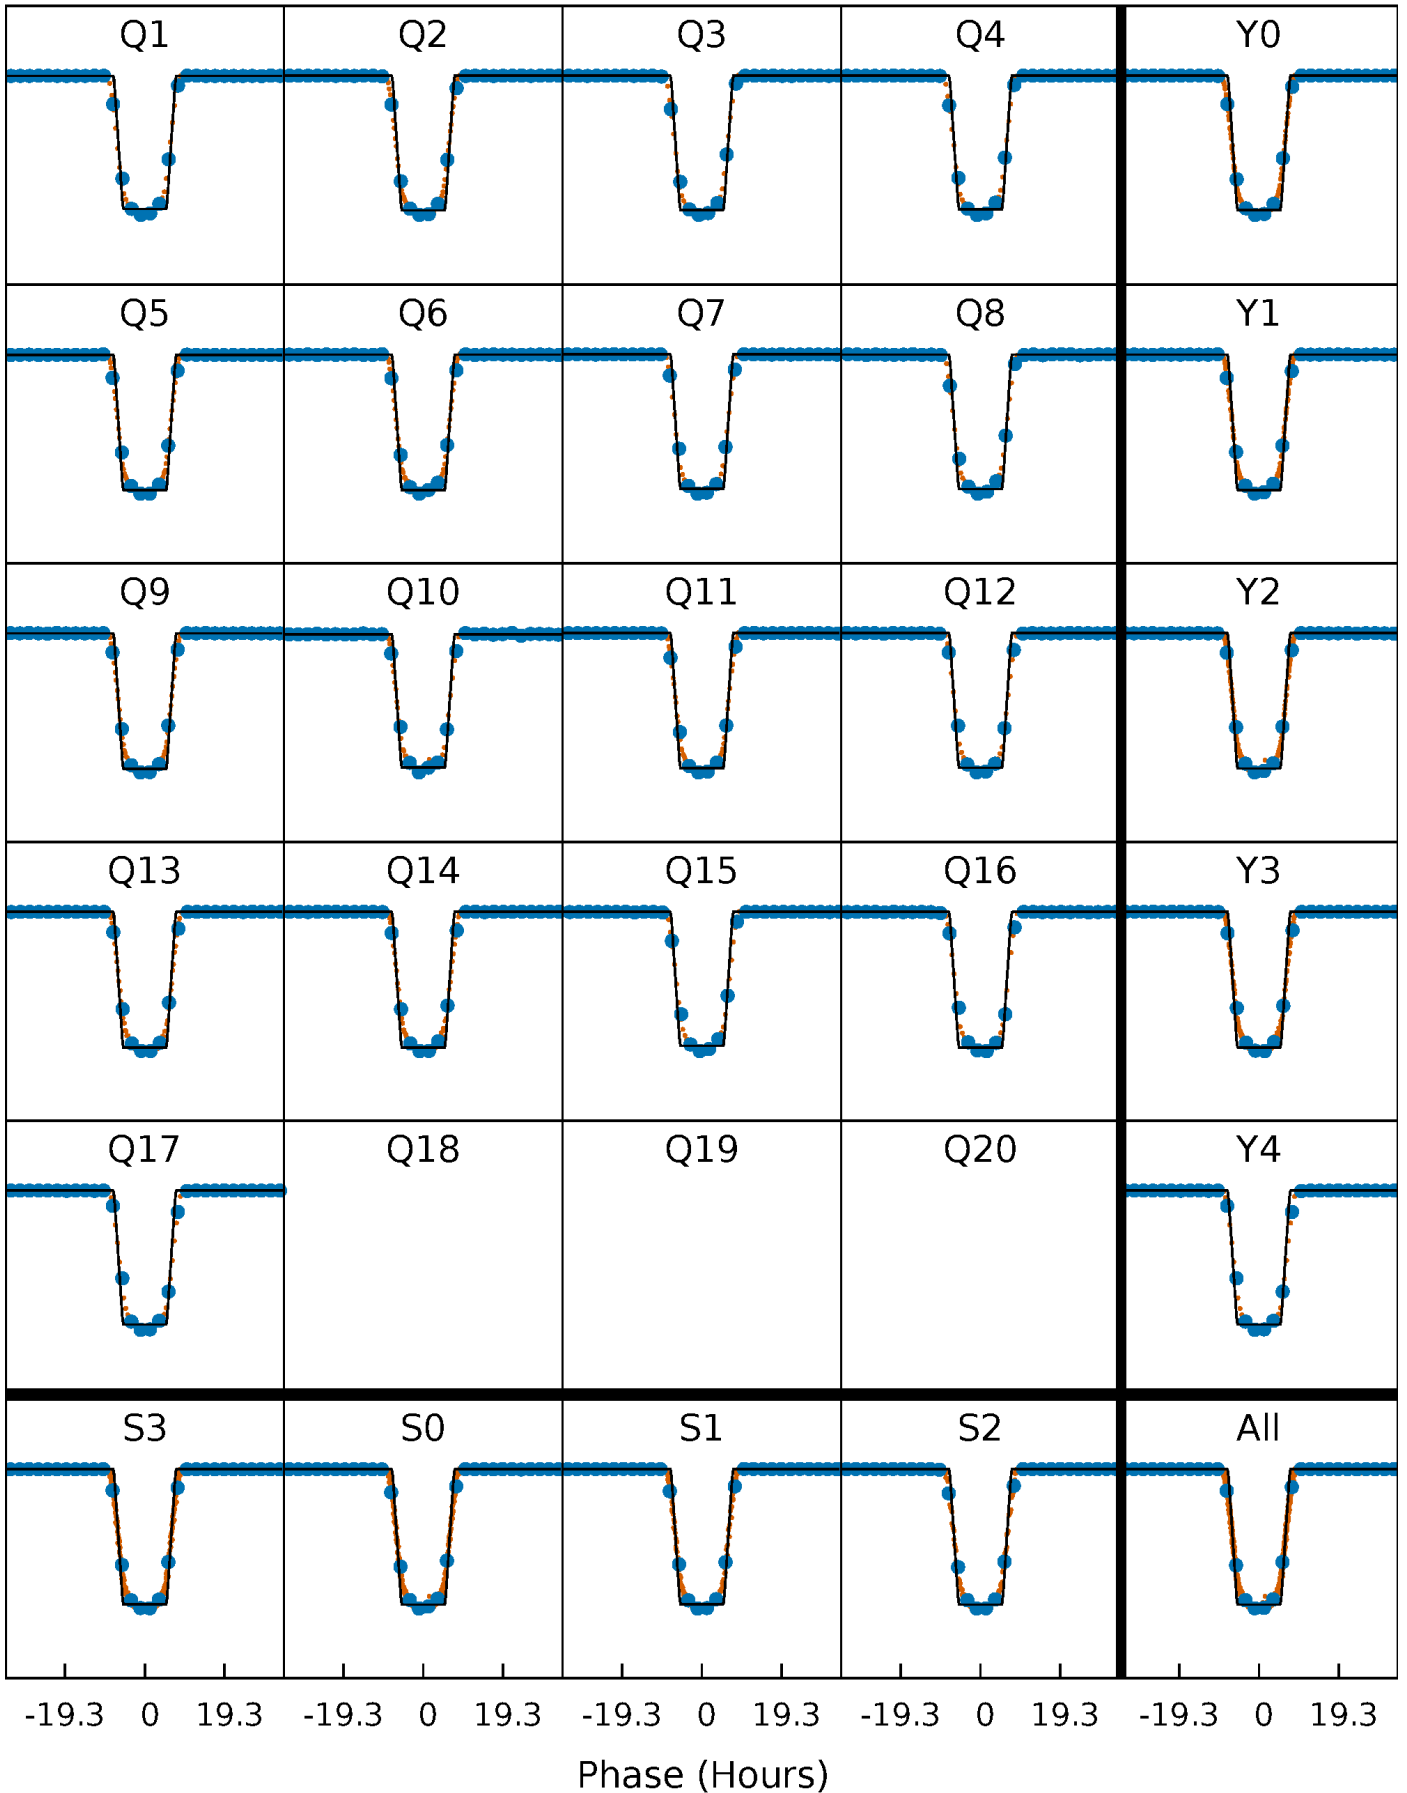 Q1 Q2 Q3 Q4 Y0
Q5 Q6 Q7 Q8 Y1
Q9 Q10 Q11 Q12 Y2
Q13 Q14 Q15 Q16 Y3
Q17 Q18 Q19 Q20 Y4
S3 S0 S1 S2 All
-19.3 0 19.3 -19.3 0 19.3 -19.3 0 19.3 -19.3 0 19.3 -19.3 0 19.3
Phase (Hours)